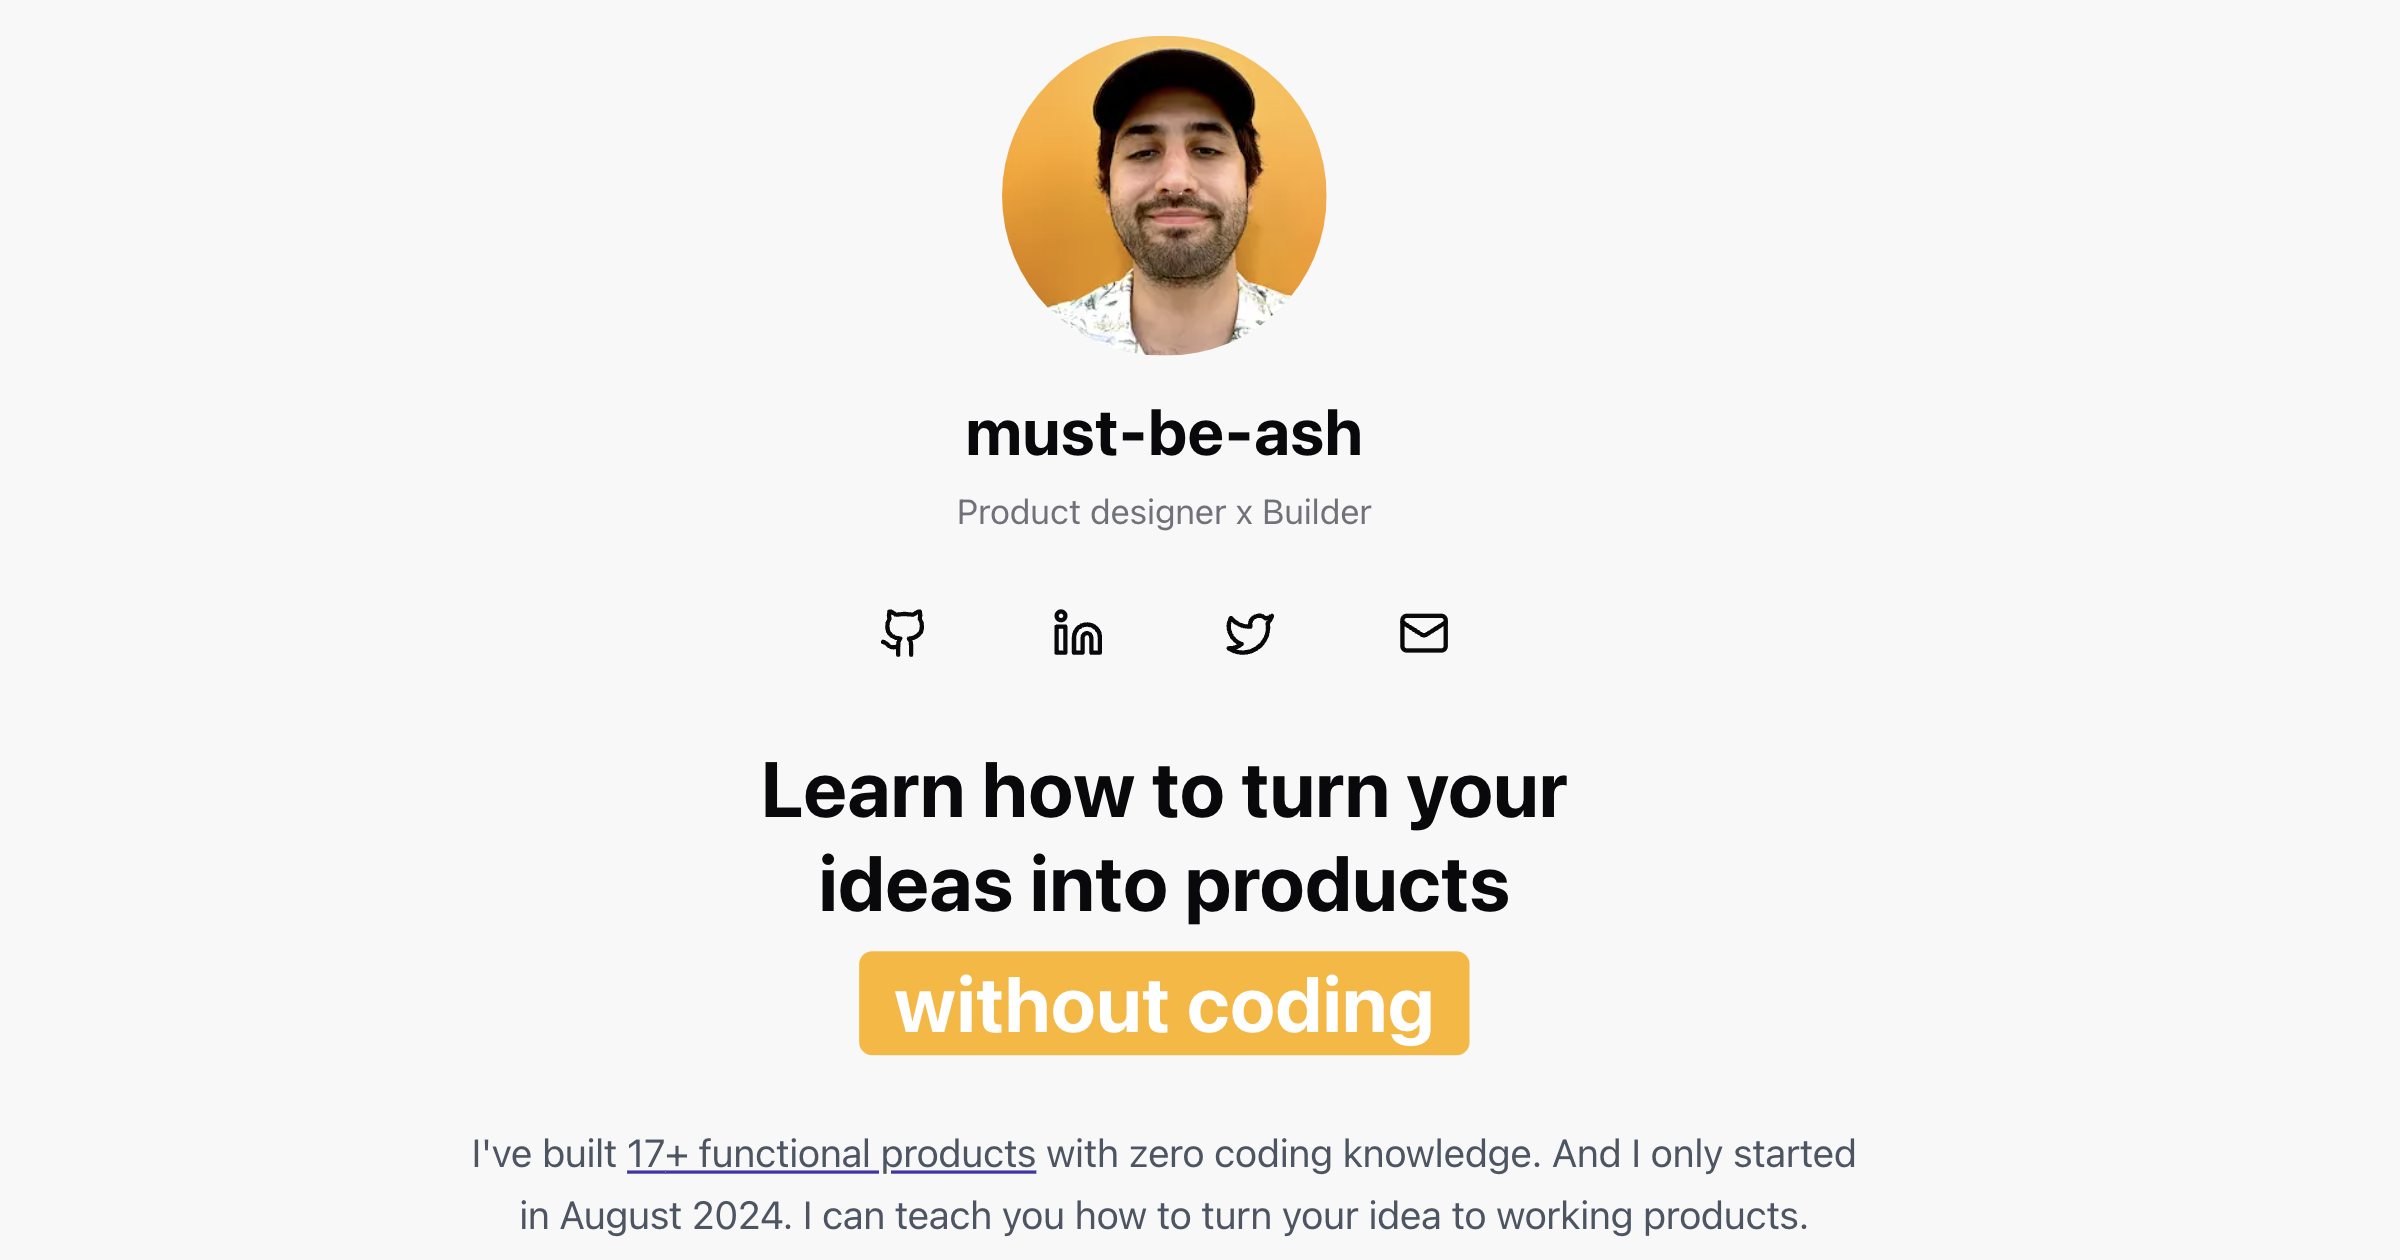 must-be-ash
Product designer x Builder
Learn how to turn your
ideas into products
without coding
I've built 17+ functional products with zero coding knowledge. And I only started
in August 2024. I can teach you how to turn your idea to working products.